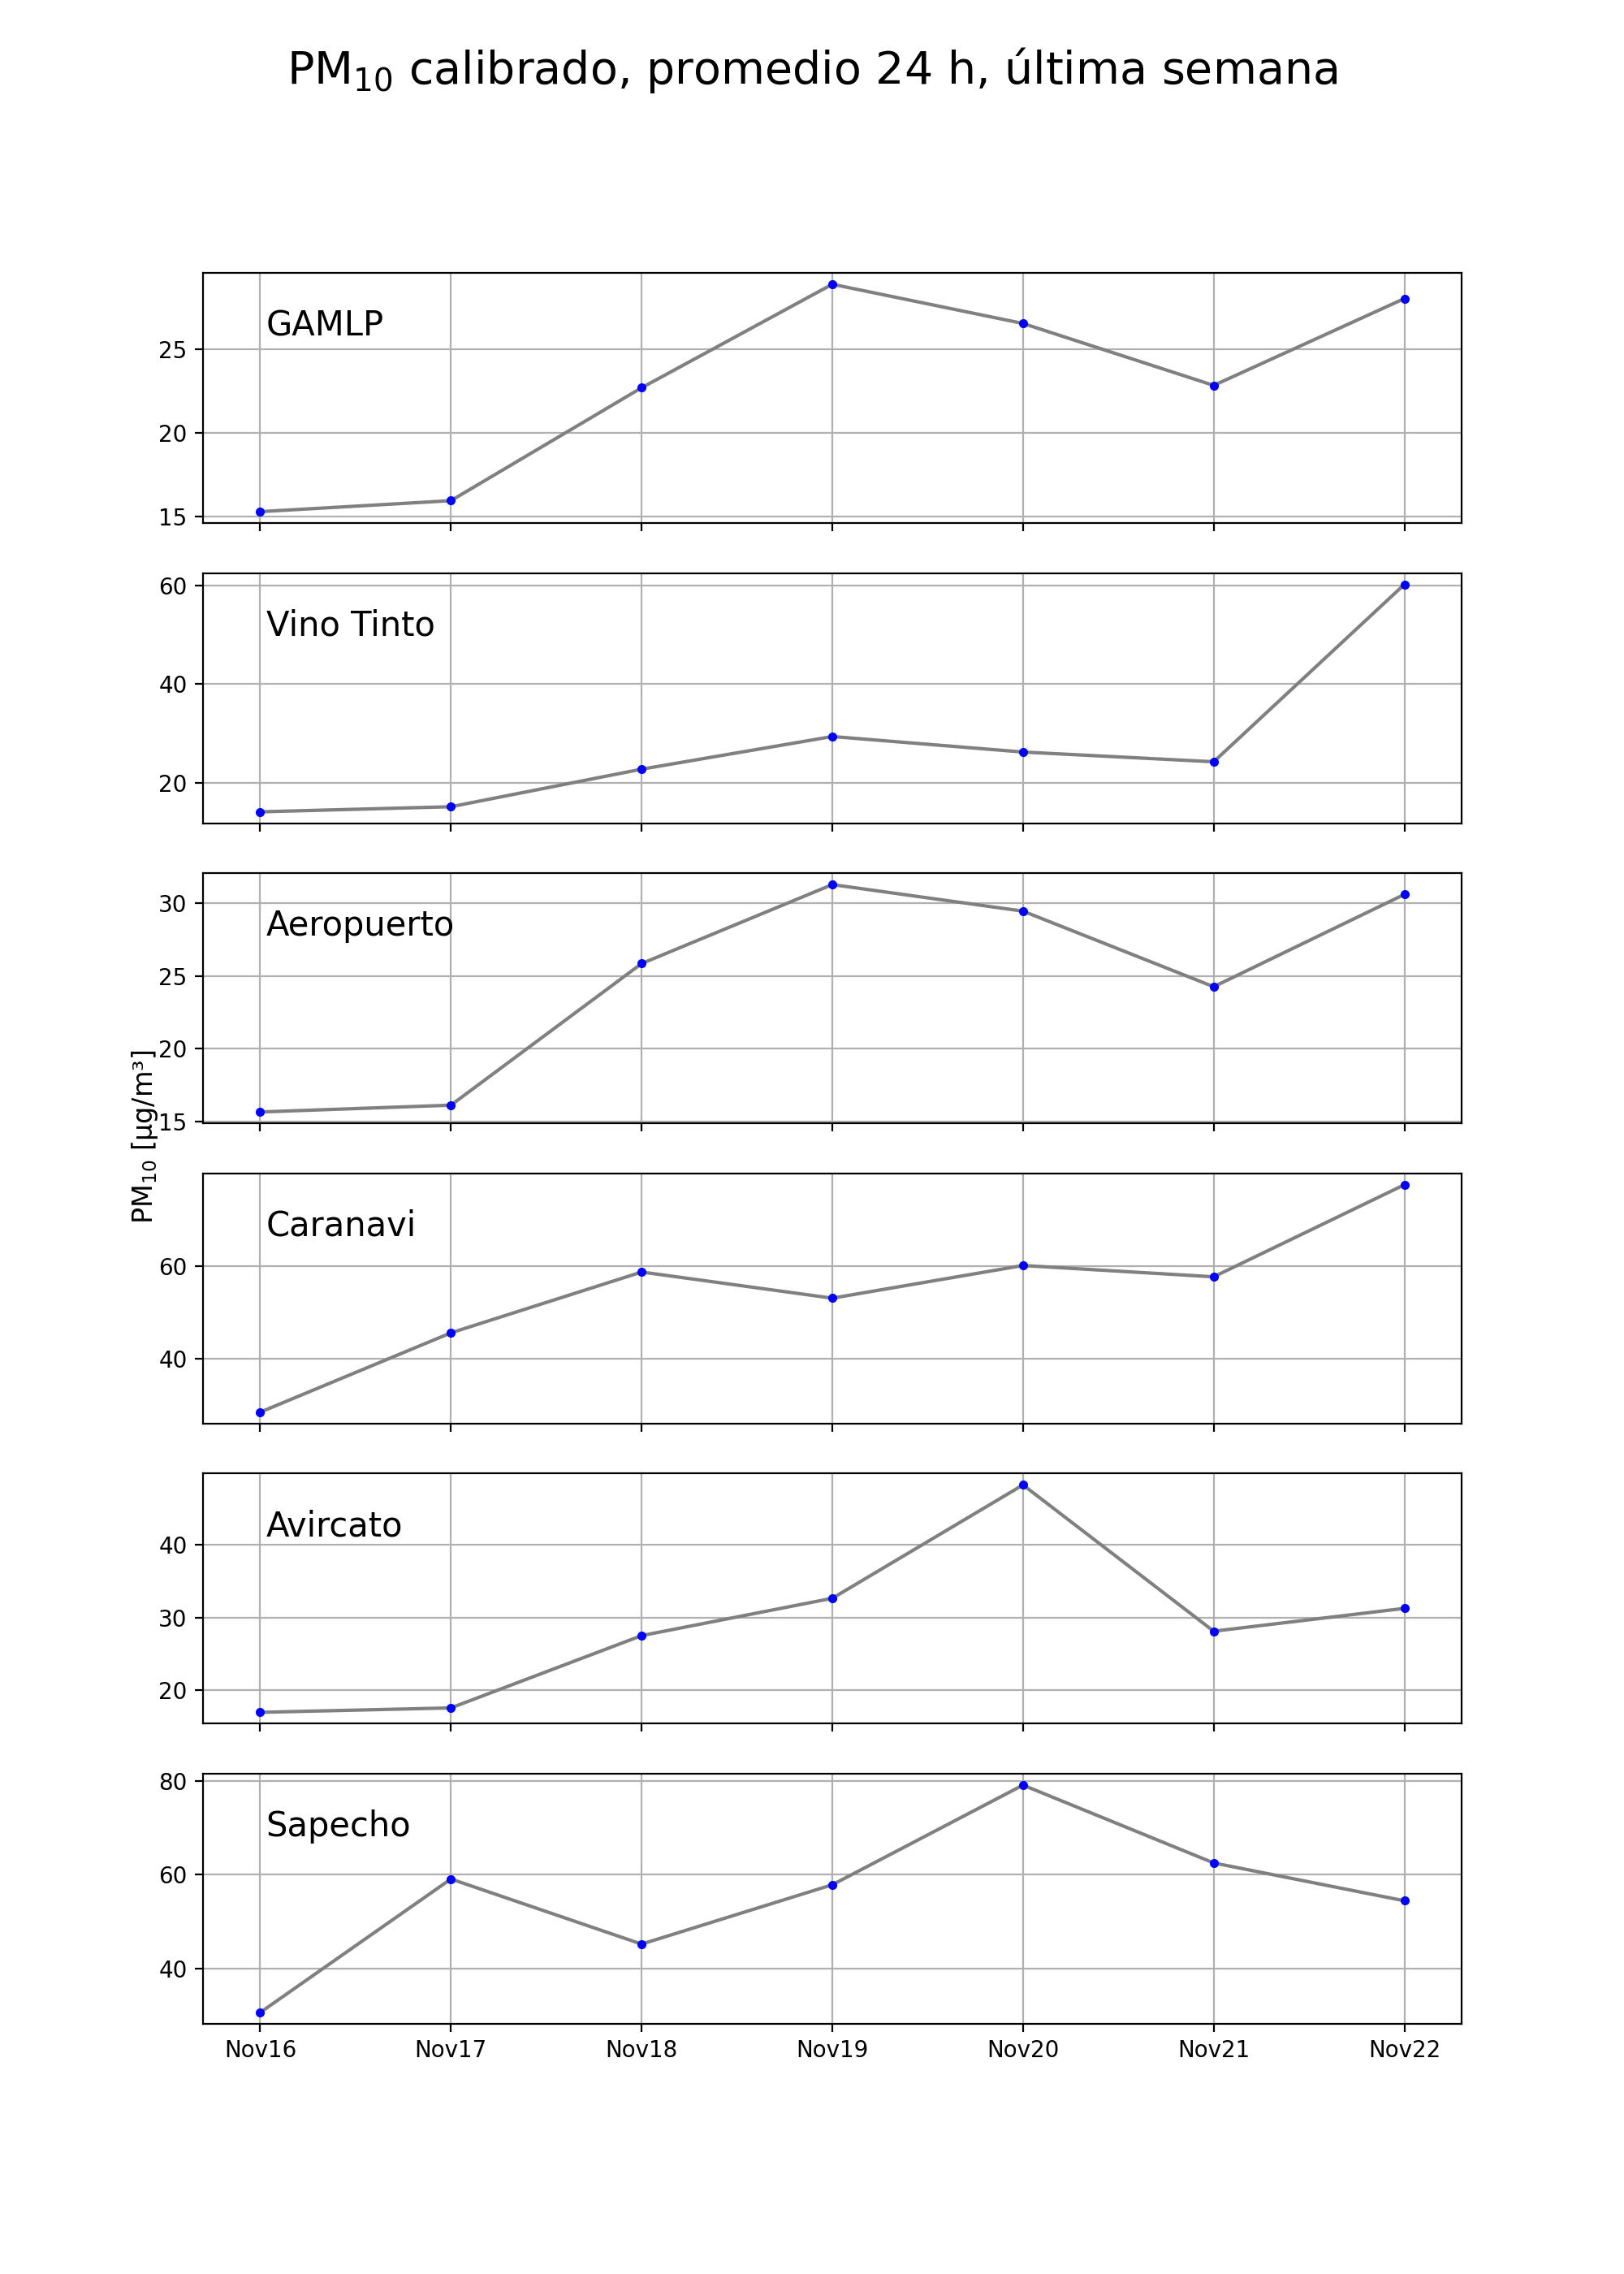 PM₁₀ calibrado, promedio 24 h, última semana
GAMLP
25
20
15
60
Vino Tinto
40
20
30
Aeropuerto
25
20
15
PM₁₀ [µg/m³]
Caranavi
60
40
Avircato
40
30
20
80
Sapecho
60
40
Nov16 Nov17 Nov18 Nov19 Nov20 Nov21 Nov22